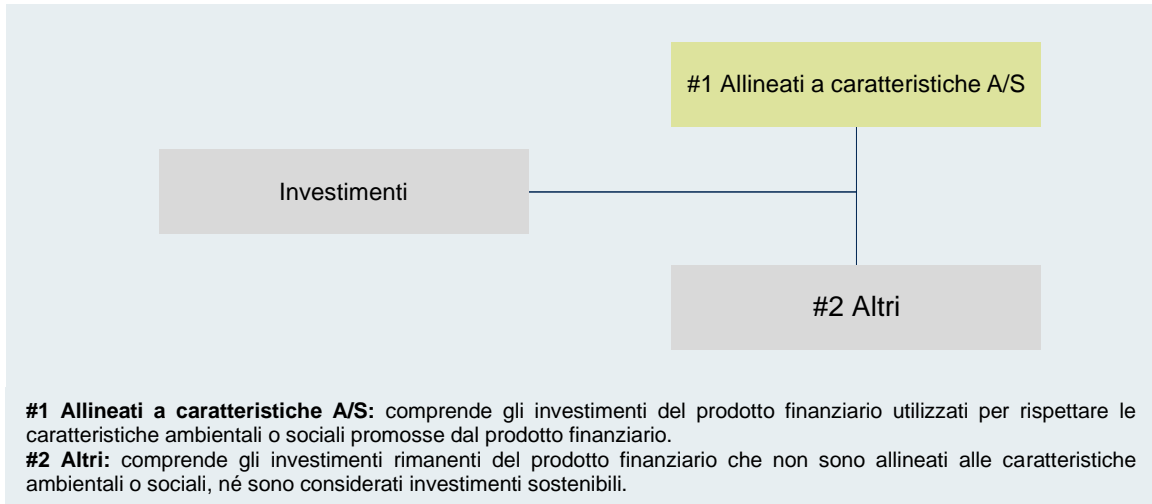 #1 Allineati a caratteristiche A/S
Investimenti
#2 Altri
#1 Allineati a caratteristiche A/S: comprende gli investimenti del prodotto finanziario utilizzati per rispettare le
caratteristiche ambientali o sociali promosse dal prodotto finanziario.
#2 Altri: comprende gli investimenti rimanenti del prodotto finanziario che non sono allineati alle caratteristiche
ambientali o sociali, né sono considerati investimenti sostenibili.